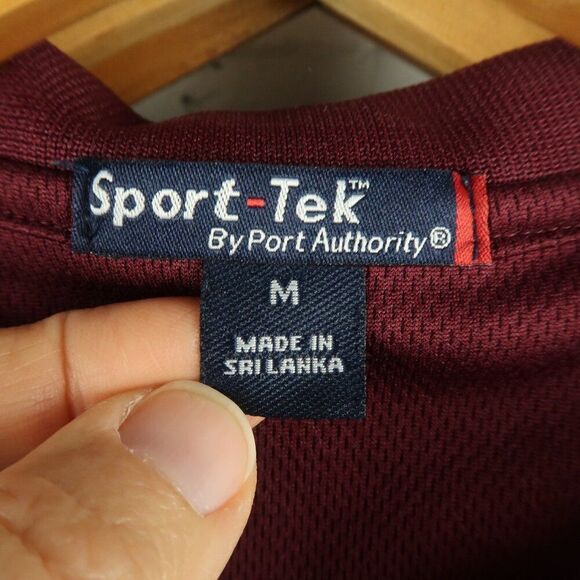 Sport-Tek™
By Port Authority®
M
MADE IN
SRI LANKA